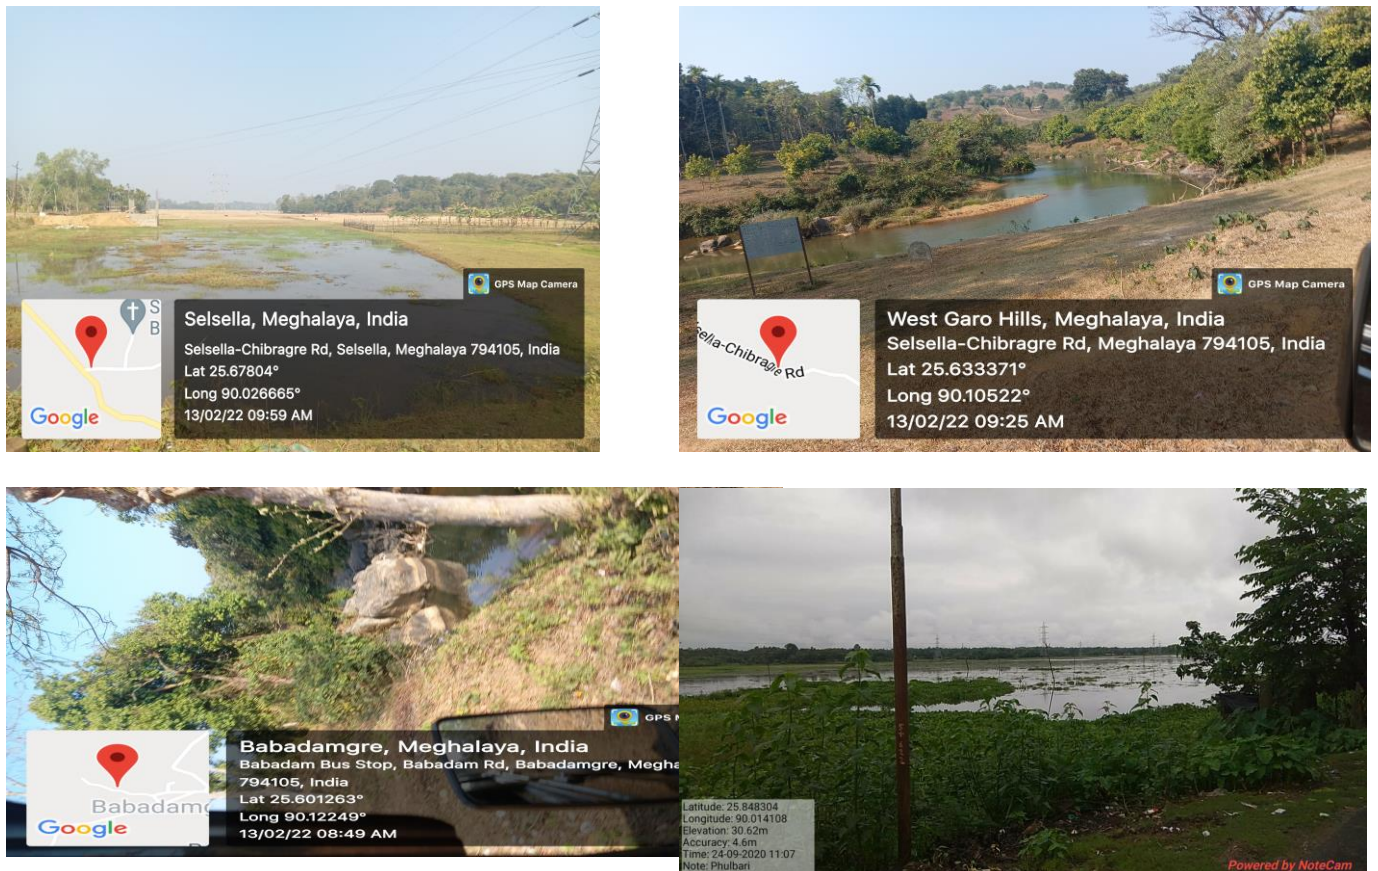 GPS Map Camera
S
B
Google
Selsella, Meghalaya, India
Selsella-Chibragre Rd, Selsella, Meghalaya 794105, India
Lat 25.67804°
Long 90.026665°
13/02/22 09:59 AM
GPS Map Camera
ella-Chibragre Rd
Google
West Garo Hills, Meghalaya, India
Selsella-Chibragre Rd, Meghalaya 794105, India
Lat 25.633371°
Long 90.10522°
13/02/22 09:25 AM
GPS M
Babadamg
Google
Babadamgre, Meghalaya, India
Babadam Bus Stop, Babadam Rd, Babadamgre, Megha
794105, India
Lat 25.601263°
Long 90.12249°
13/02/22 08:49 AM
Latitude: 25.848304
Longitude: 90.014108
Elevation: 30.62m
Accuracy: 4.6m
Time: 24-09-2020 11:07
Note: Phulbari
Powered by NoteCam